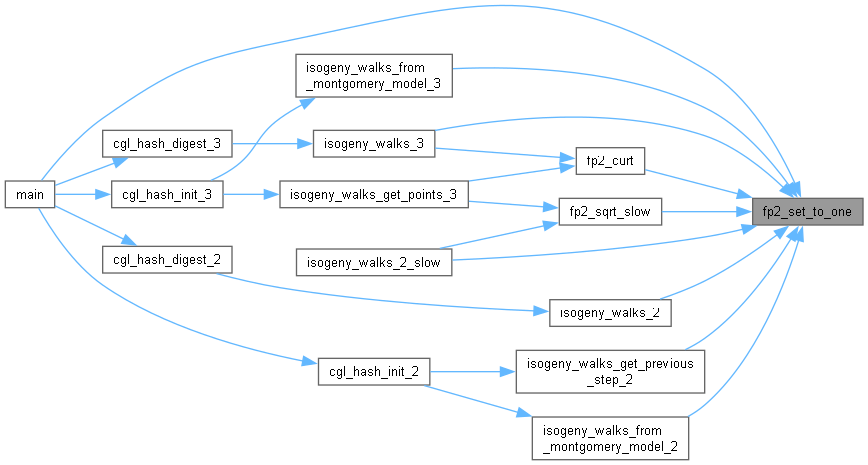 isogeny_walks_from
_montgomery_model_3
cgl_hash_digest_3
isogeny_walks_3
fp2_curt
main
cgl_hash_init_3
isogeny_walks_get_points_3
fp2_sqrt_slow
fp2_set_to_one
cgl_hash_digest_2
isogeny_walks_2_slow
isogeny_walks_2
cgl_hash_init_2
isogeny_walks_get_previous
_step_2
isogeny_walks_from
_montgomery_model_2